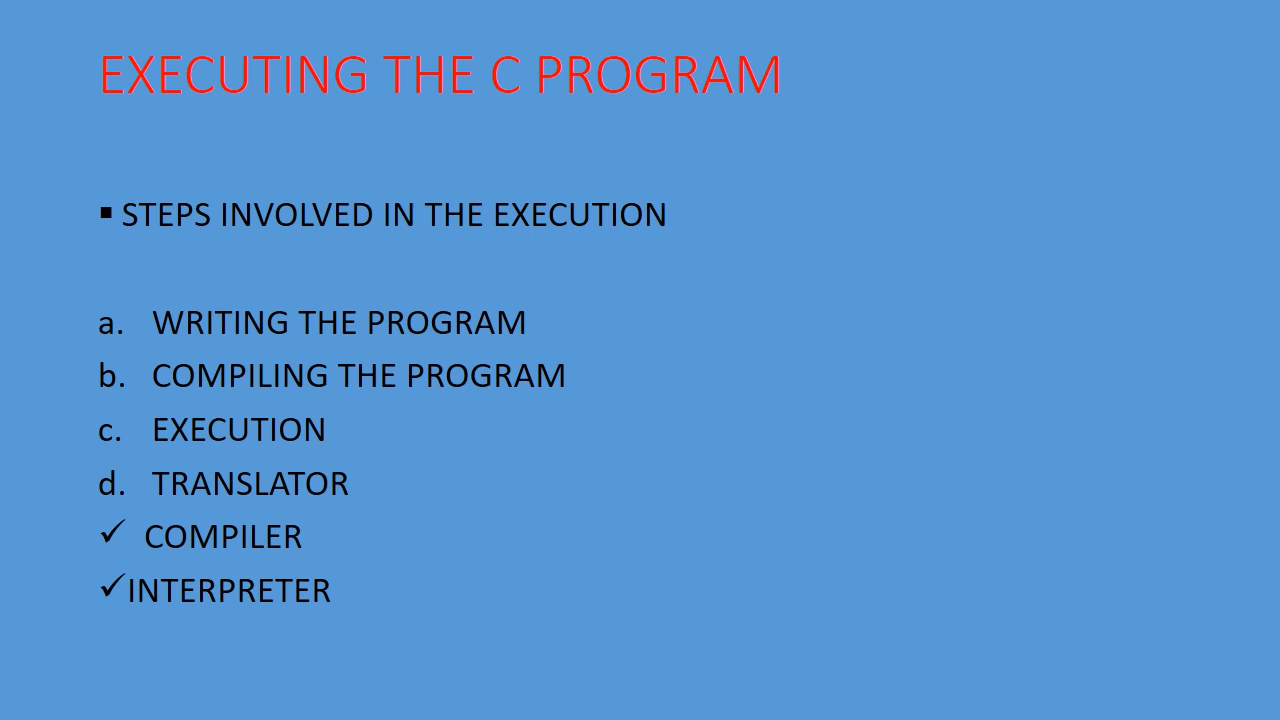 EXECUTING THE C PROGRAM
▪ STEPS INVOLVED IN THE EXECUTION
a. WRITING THE PROGRAM
b. COMPILING THE PROGRAM
c. EXECUTION
d. TRANSLATOR
✓ COMPILER
✓INTERPRETER